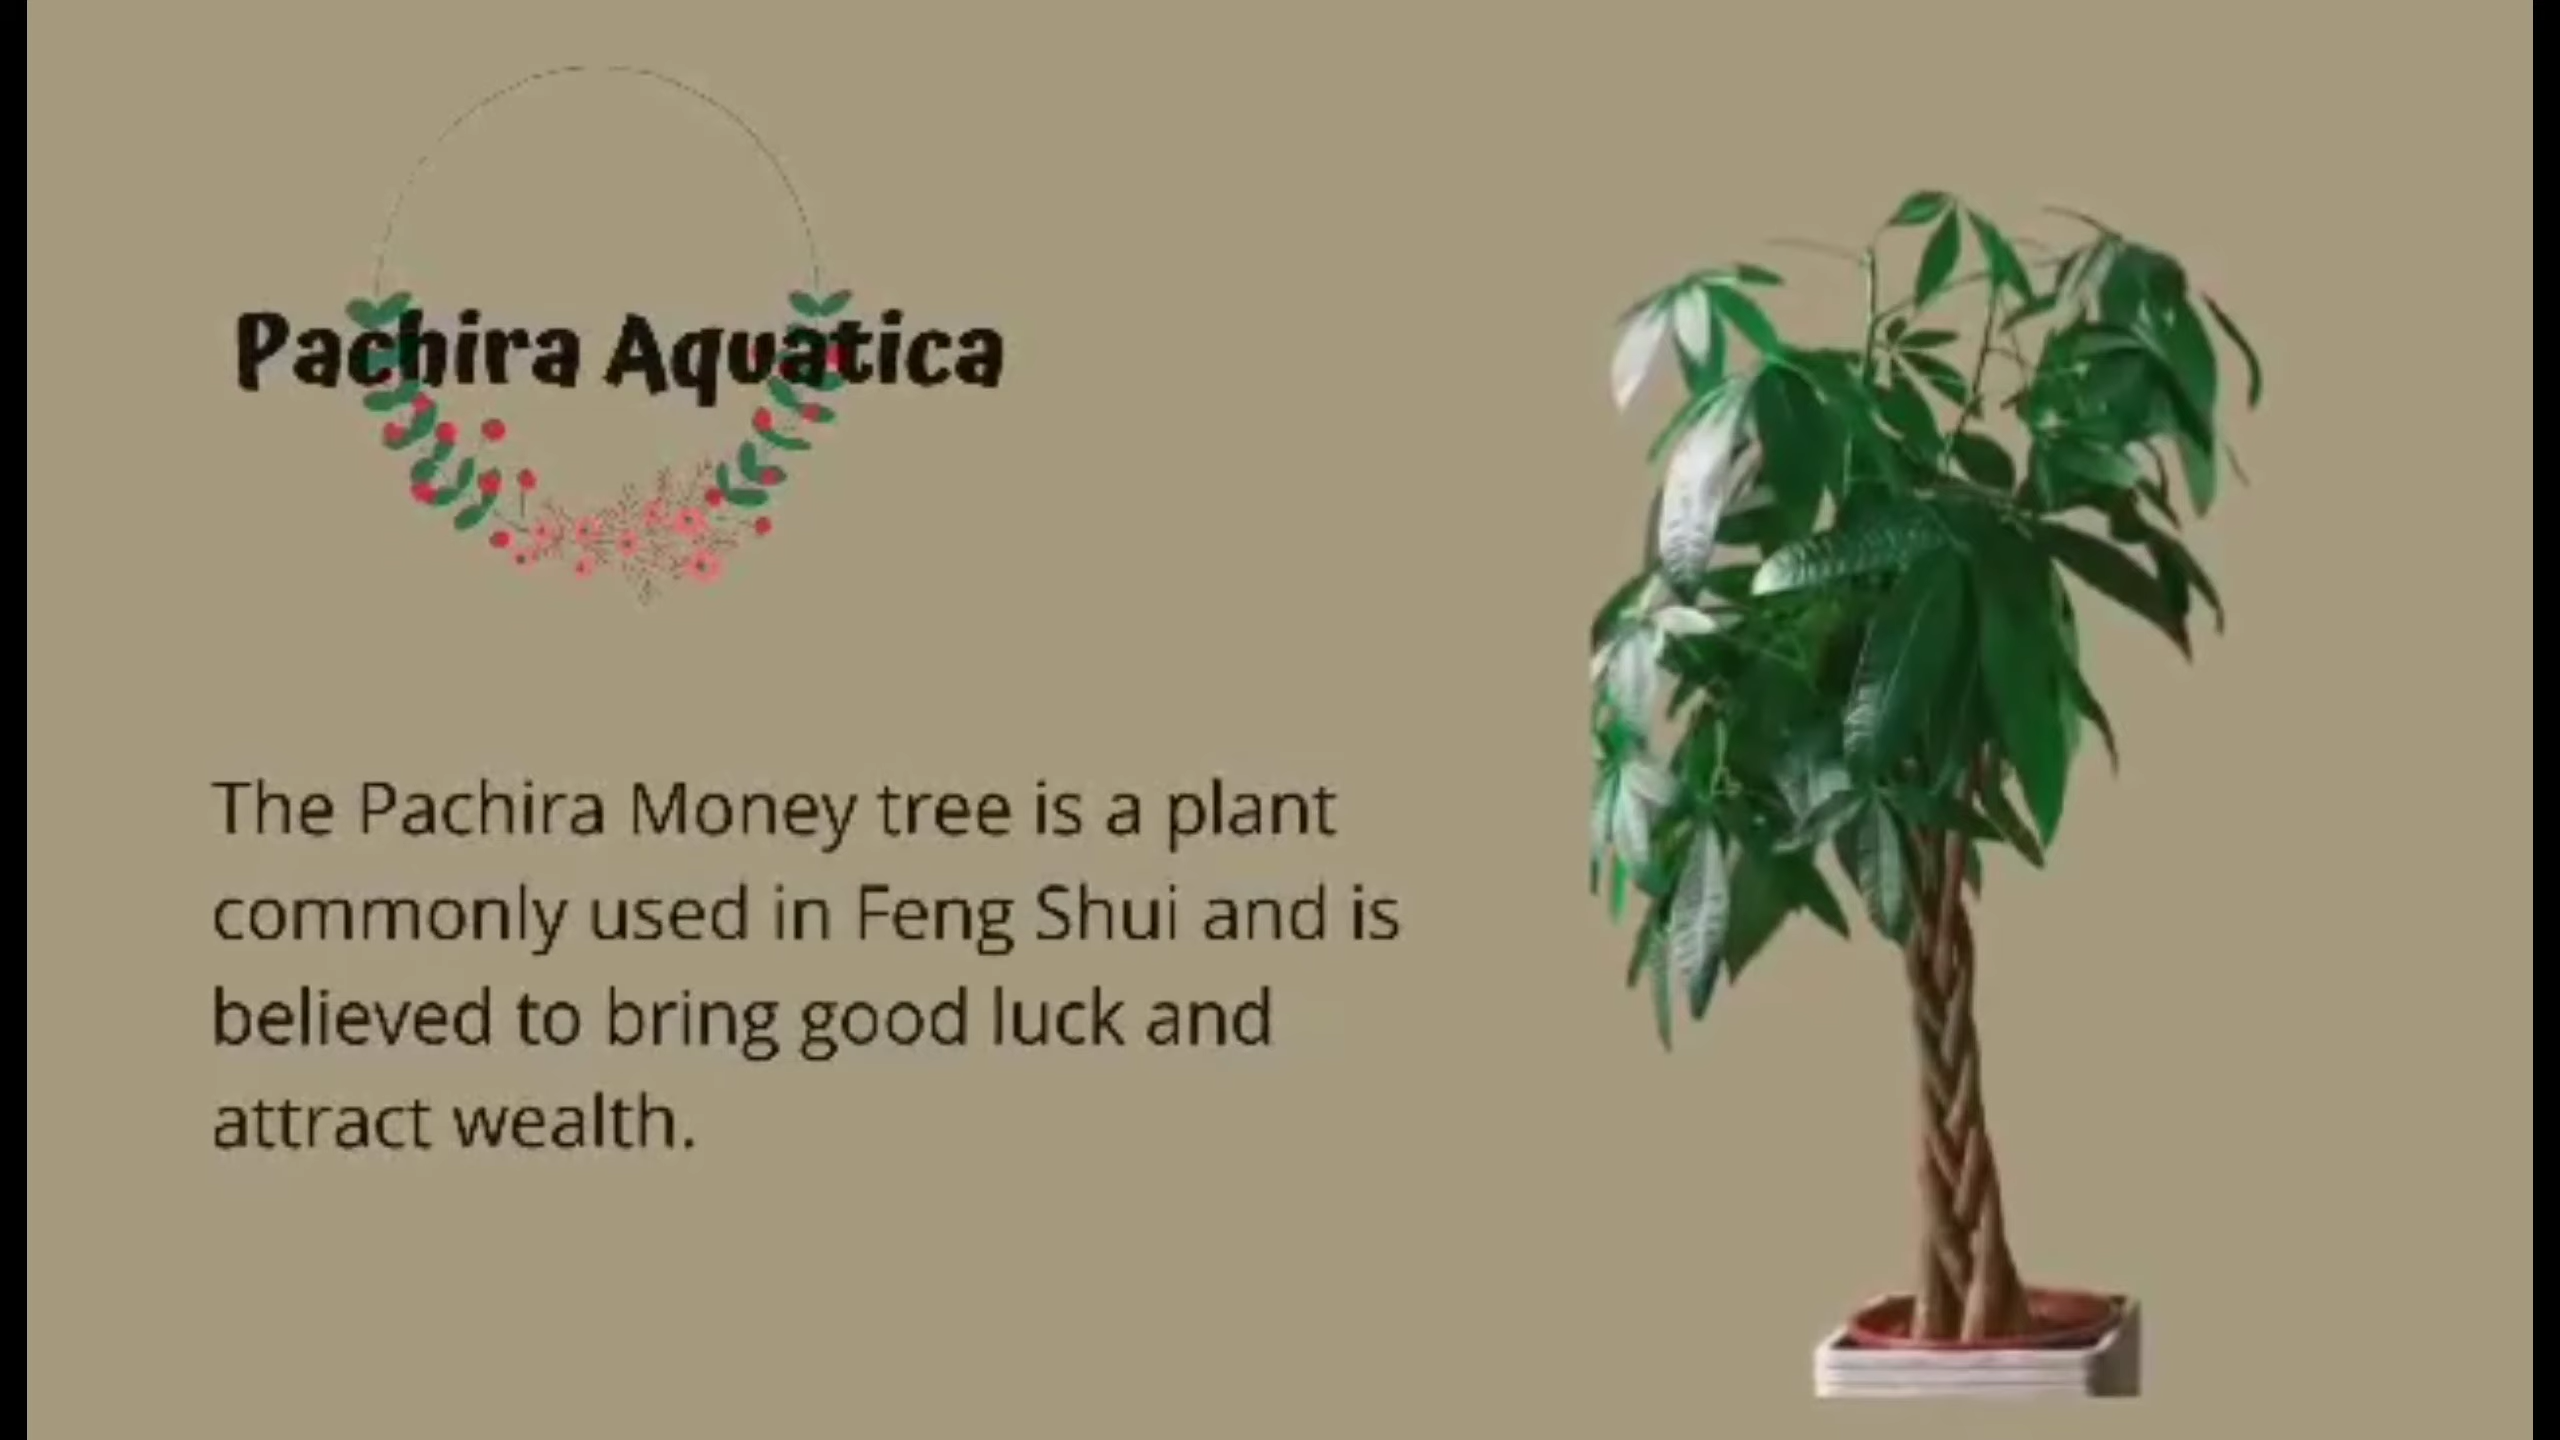 Pachira Aquatica
The Pachira Money tree is a plant
commonly used in Feng Shui and is
believed to bring good luck and
attract wealth.